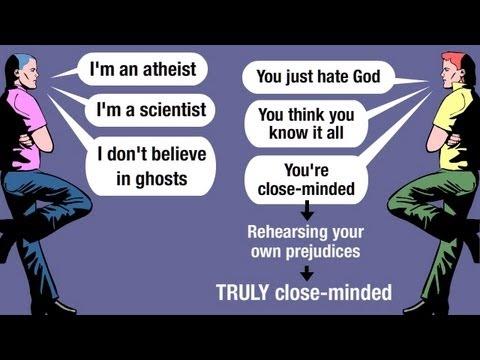 I'm an atheist
I'm a scientist
I don't believe
in ghosts
You just hate God
You think you
know it all
You're
close-minded
Rehearsing your
own prejudices
TRULY close-minded